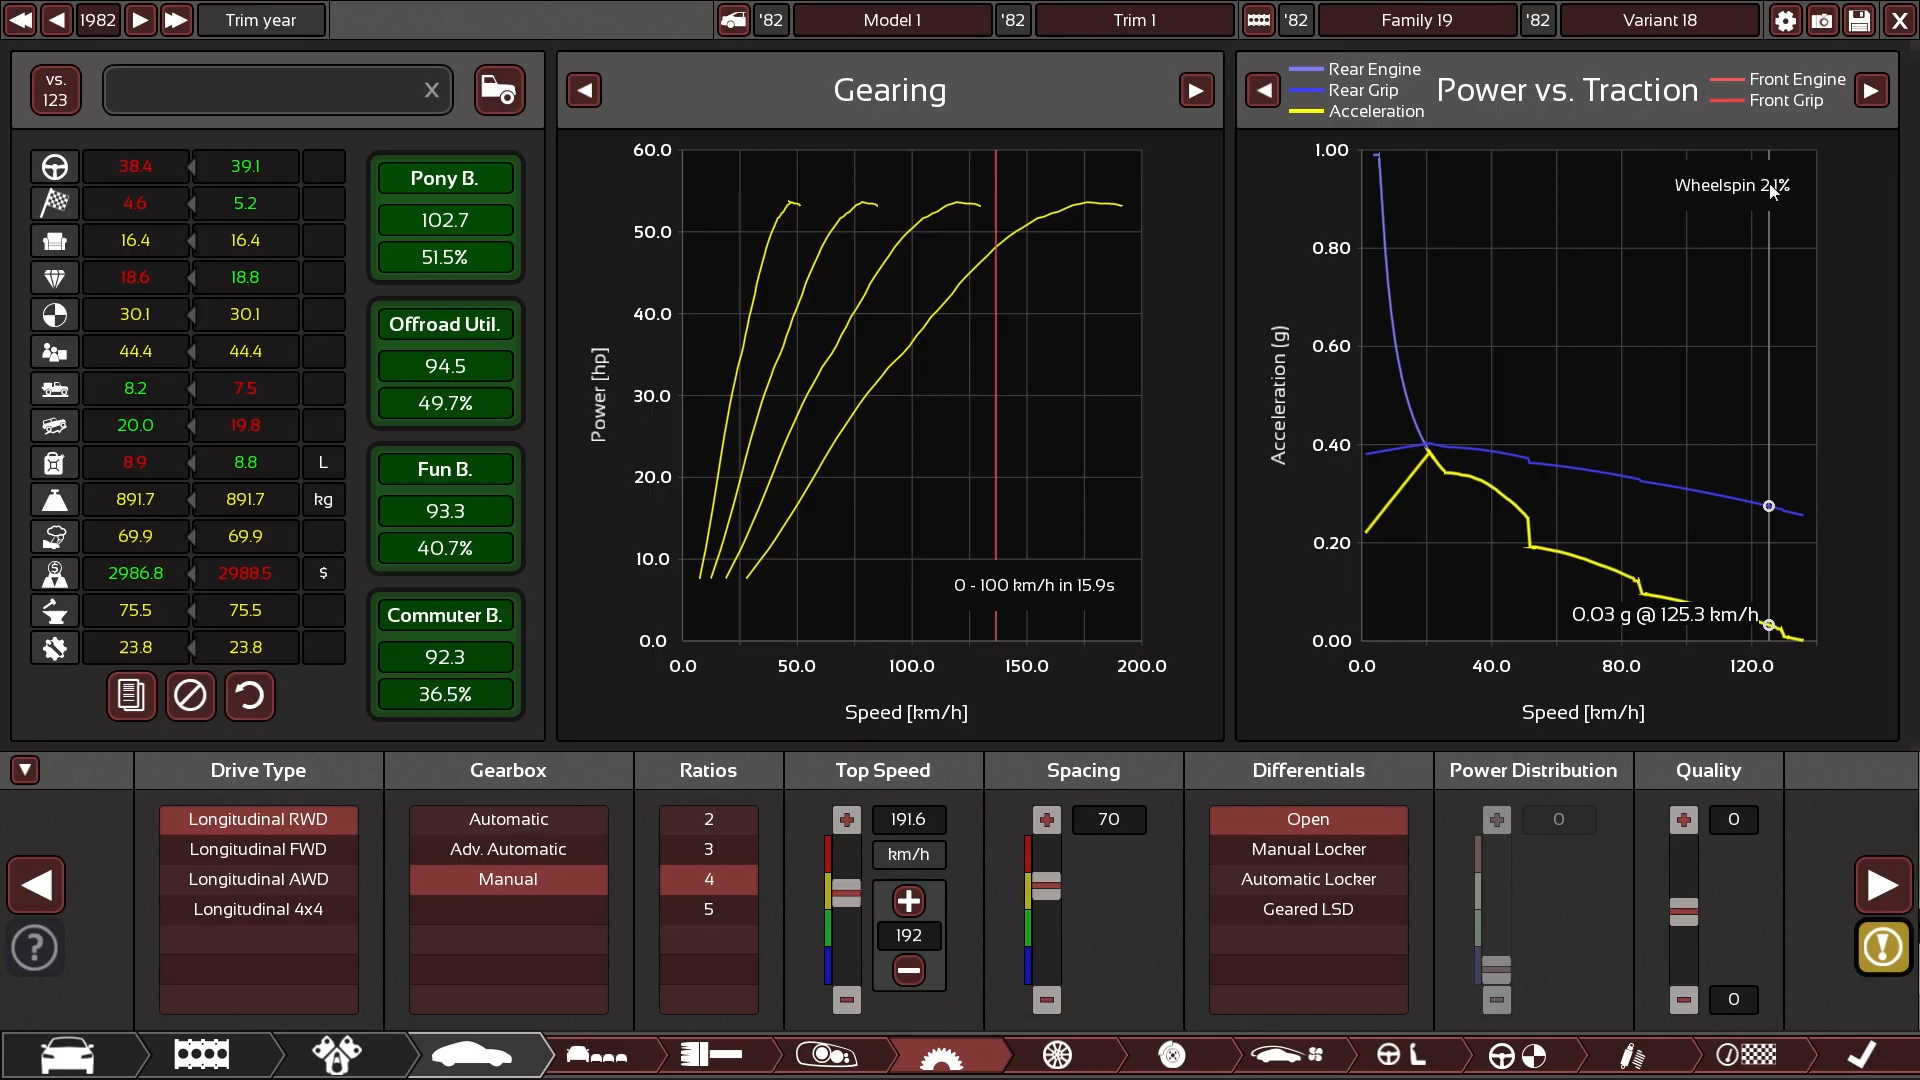 1982 Trim year '82 Model 1 '82 Trim 1 '82 Family 19 '82 Variant 18 X
vs.
123
X
Gearing
Rear Engine
Rear Grip
Acceleration
Power vs. Traction
Front Engine
Front Grip
38.4 39.1
4.6 5.2
16.4 16.4
18.6 18.8
30.1 30.1
44.4 44.4
8.2 7.5
20.0 19.8
8.9 8.8 L
891.7 891.7 kg
69.9 69.9
2986.8 2988.5 $
75.5 75.5
23.8 23.8
Pony B.
102.7
51.5%
Offroad Util.
94.5
49.7%
Fun B.
93.3
40.7%
Commuter B.
92.3
36.5%
60.0
50.0
40.0
30.0
20.0
10.0
0.0
Power [hp]
0 - 100 km/h in 15.9s
0.0 50.0 100.0 150.0 200.0
Speed [km/h]
1.00
0.80
0.60
0.40
0.20
0.00
Acceleration (g)
Wheelspin
0.03 g @ 125.3 km/h
0.0 40.0 80.0 120.0
Speed [km/h]
Drive Type
Longitudinal RWD
Longitudinal FWD
Longitudinal AWD
Longitudinal 4x4
Gearbox
Automatic
Adv. Automatic
Manual
Ratios
2
3
4
5
Top Speed
191.6
km/h
192
Spacing
70
Differentials
Open
Manual Locker
Automatic Locker
Geared LSD
Power Distribution
0
Quality
0
0
?
!